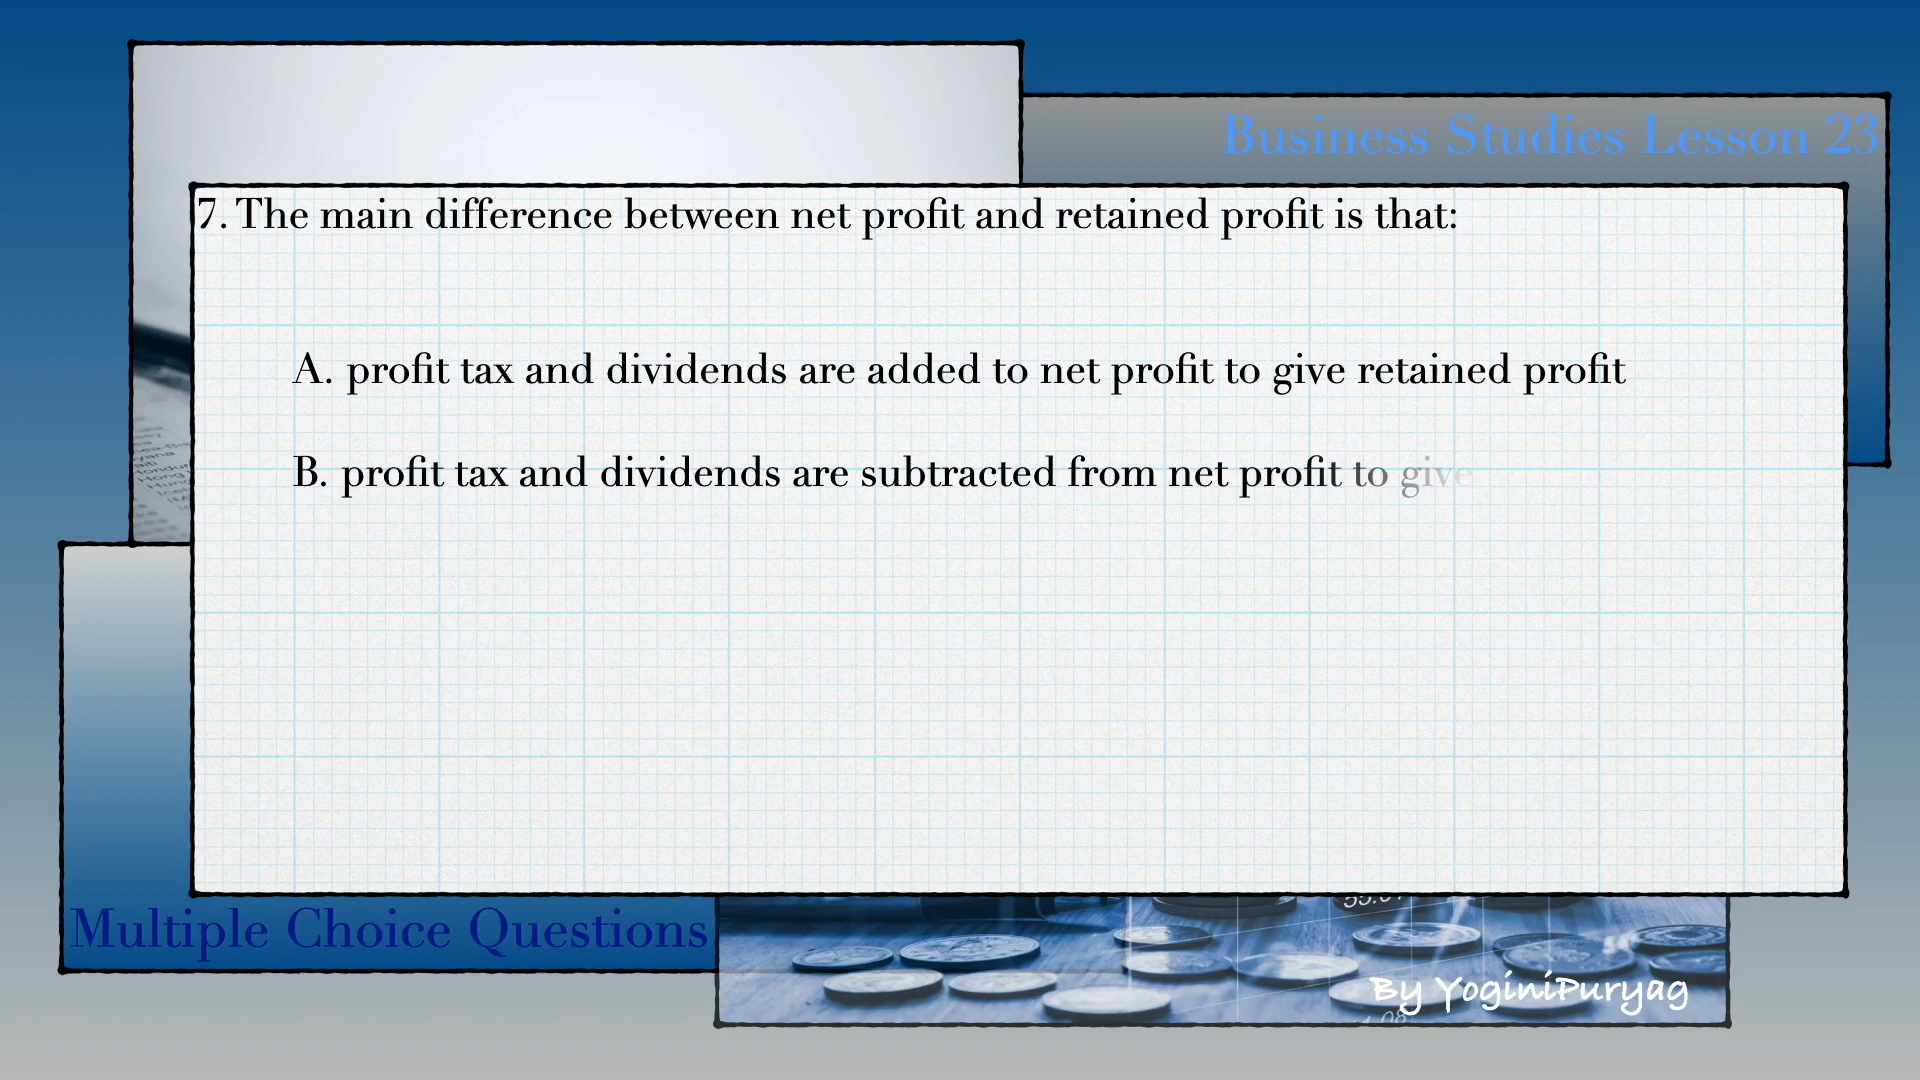 Business Studies Lesson 23
7. The main difference between net profit and retained profit is that:
A. profit tax and dividends are added to net profit to give retained profit
B. profit tax and dividends are subtracted from net profit to give
Multiple Choice Questions
By YoginiPuryag